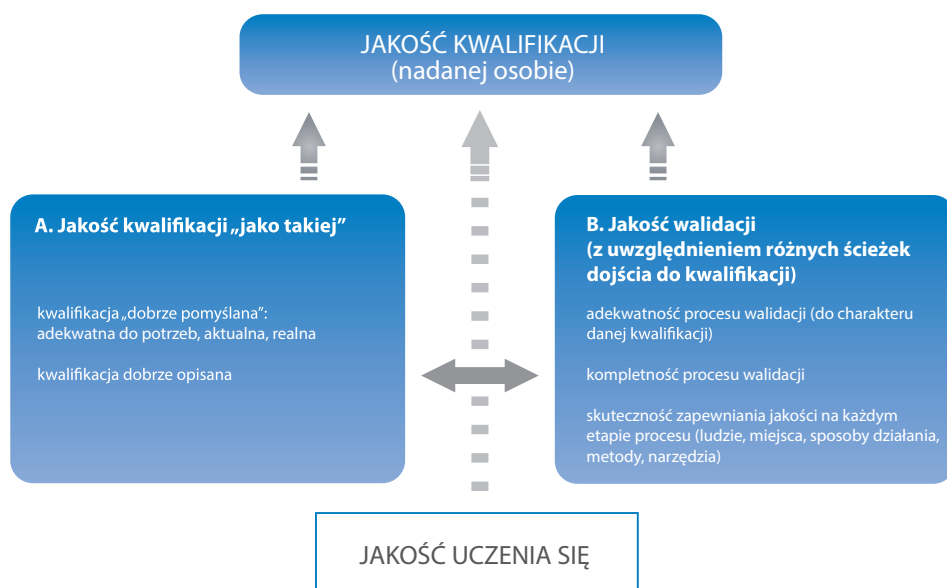 JAKOŚĆ KWALIFIKACJI
(nadanej osobie)
A. Jakość kwalifikacji „jako takiej”
kwalifikacja „dobrze pomyślana”:
adekwatna do potrzeb, aktualna, realna
kwalifikacja dobrze opisana
B. Jakość walidacji
(z uwzględnieniem różnych ścieżek
dojścia do kwalifikacji)
adekwatność procesu walidacji (do charakteru
danej kwalifikacji)
kompletność procesu walidacji
skuteczność zapewniania jakości na każdym
etapie procesu (ludzie, miejsca, sposoby działania,
metody, narzędzia)
JAKOŚĆ UCZENIA SIĘ